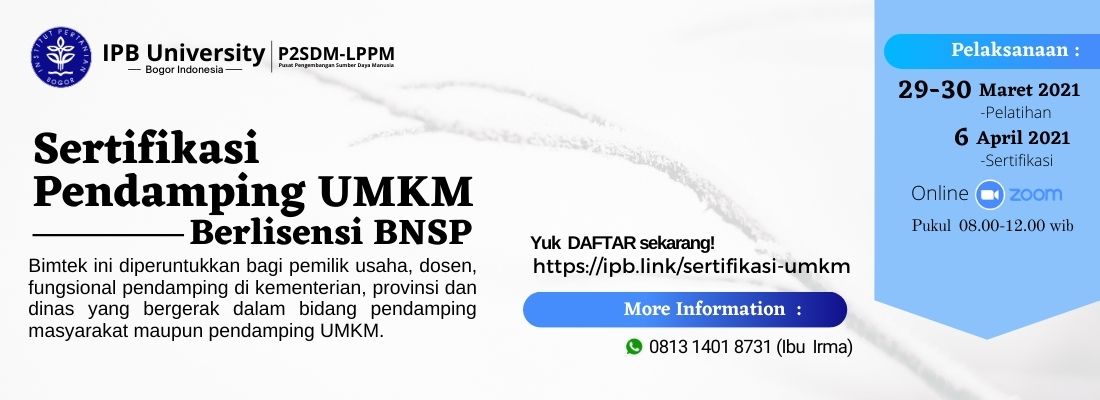 INSTITUT PERTANIAN BOGOR
IPB University
Bogor Indonesia
P2SDM-LPPM
Pusat Pengembangan Sumber Daya Manusia
Sertifikasi
Pendamping UMKM
Berlisensi BNSP
Bimtek ini diperuntukkan bagi pemilik usaha, dosen,
fungsional pendamping di kementerian, provinsi dan
dinas yang bergerak dalam bidang pendamping
masyarakat maupun pendamping UMKM.
Yuk DAFTAR sekarang!
https://ipb.link/sertifikasi-umkm
More Information :
0813 1401 8731 (Ibu Irma)
Pelaksanaan :
29-30 Maret 2021
-Pelatihan
6 April 2021
-Sertifikasi
Online zoom
Pukul 08.00-12.00 wib